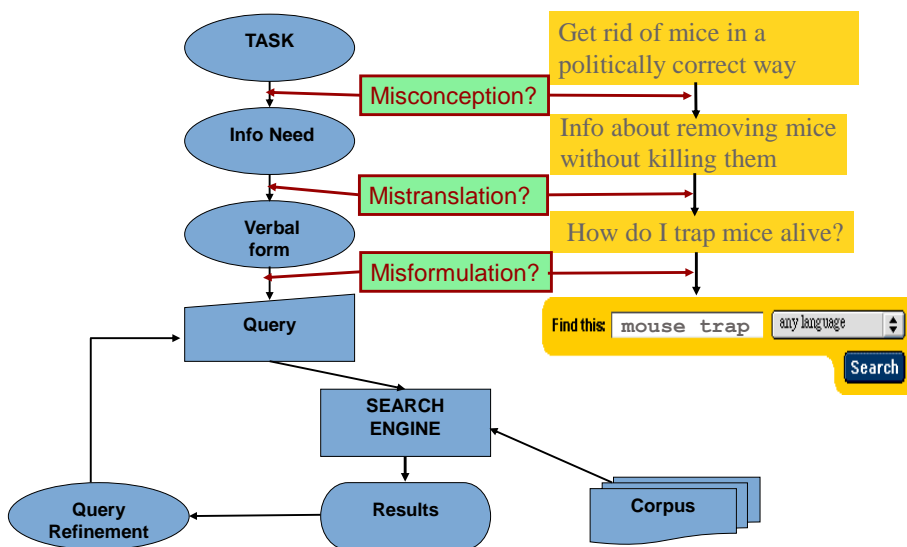 TASK
Get rid of mice in a
politically correct way
Misconception?
Info Need
Info about removing mice
without killing them
Mistranslation?
Verbal
form
How do I trap mice alive?
Misformulation?
Query
Find this: mouse trap any language
Search
SEARCH
ENGINE
Query
Refinement
Results
Corpus